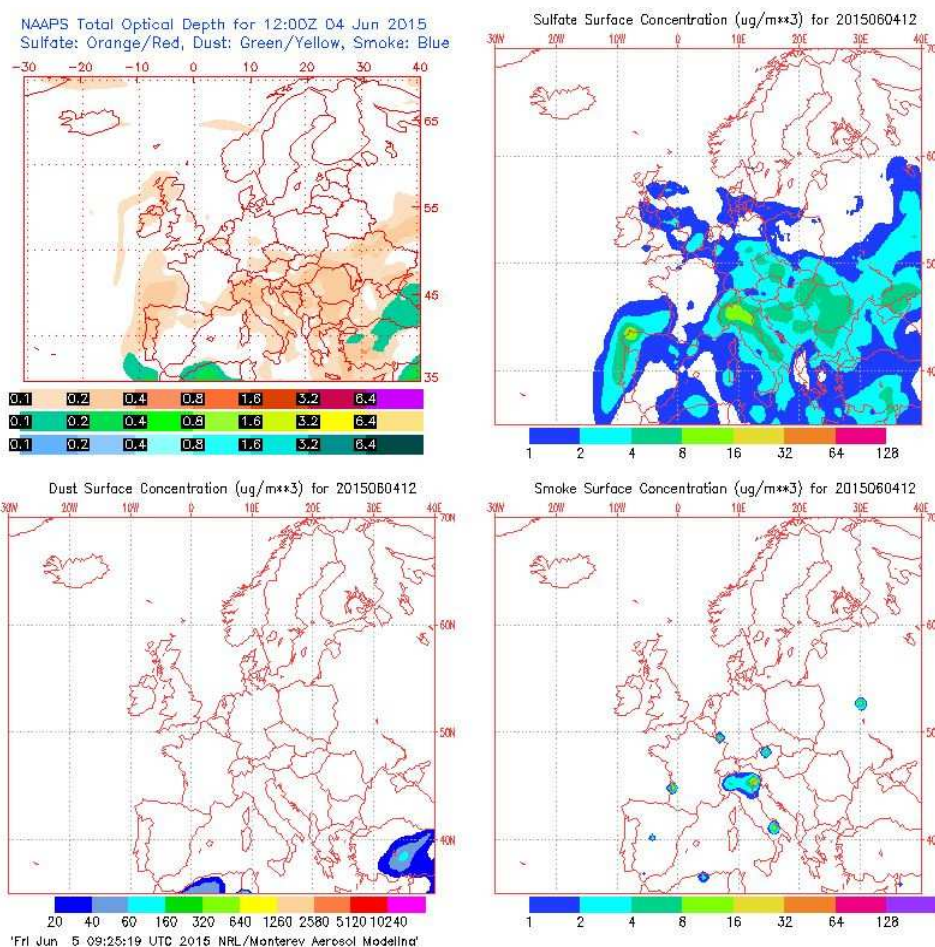 NAAPS Total Optical Depth for 12:00Z 04 Jun 2015
Sulfate: Orange/Red, Dust: Green/Yellow, Smoke: Blue
-30 -20 -10 0 10 20 30 40
65
55
45
35
0.1 0.2 0.4 0.8 1.6 3.2 6.4
0.1 0.2 0.4 0.8 1.6 3.2 6.4
0.1 0.2 0.4 0.8 1.6 3.2 6.4
Sulfate Surface Concentration (ug/m**3) for 2015060412
30W 20W 10W 0 10E 20E 30E 40E
60
50
40
1 2 4 8 16 32 64 128
Dust Surface Concentration (ug/m**3) for 2015060412
30W 20W 10W 0 10E 20E 30E 40E
70N
60N
50N
40N
20 40 60 160 320 640 1260 2580 5120 10240
Smoke Surface Concentration (ug/m**3) for 2015060412
30W 20W 10W 0 10E 20E 30E 40E
60
50
40
1 2 4 8 16 32 64 128
'Fri Jun 5 09:25:19 UTC 2015 NRL/Monterey Aerosol Modeling'